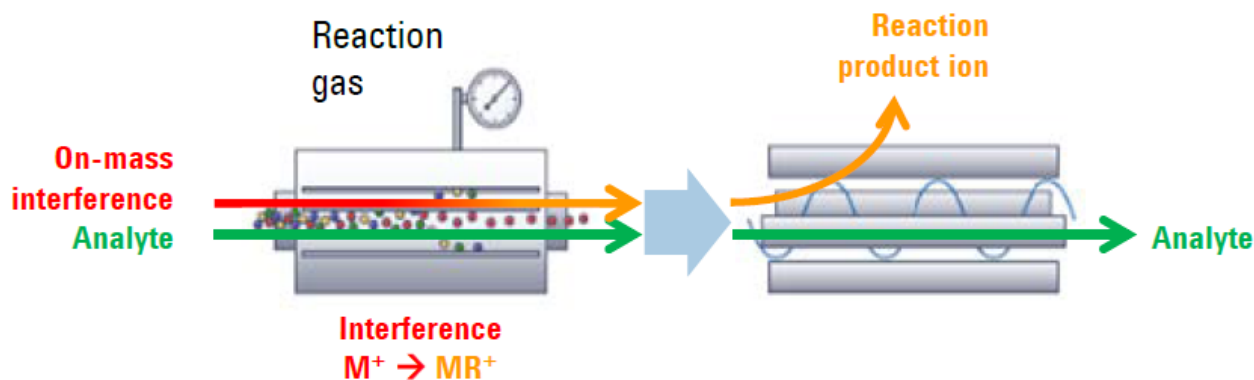 Reaction
gas
Reaction
product ion
On-mass
interference
Analyte
Analyte
Interference
M⁺ → MR⁺